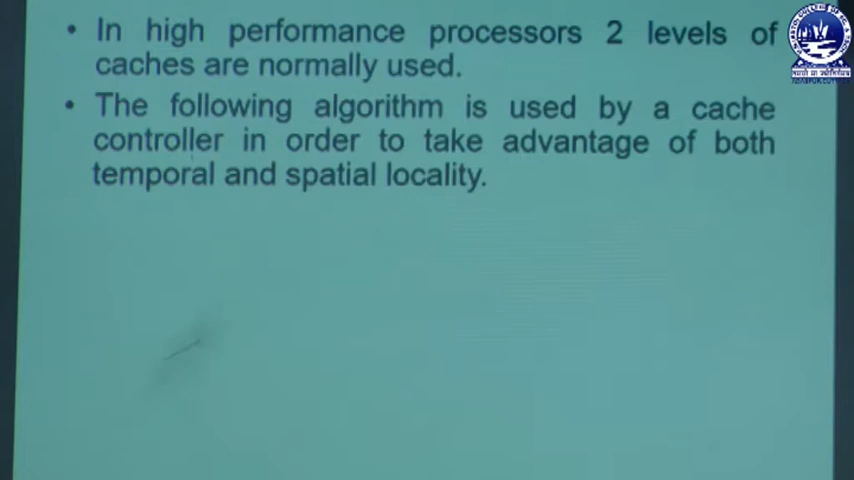 • In high performance processors 2 levels of
caches are normally used.
• The following algorithm is used by a cache
controller in order to take advantage of both
temporal and spatial locality.